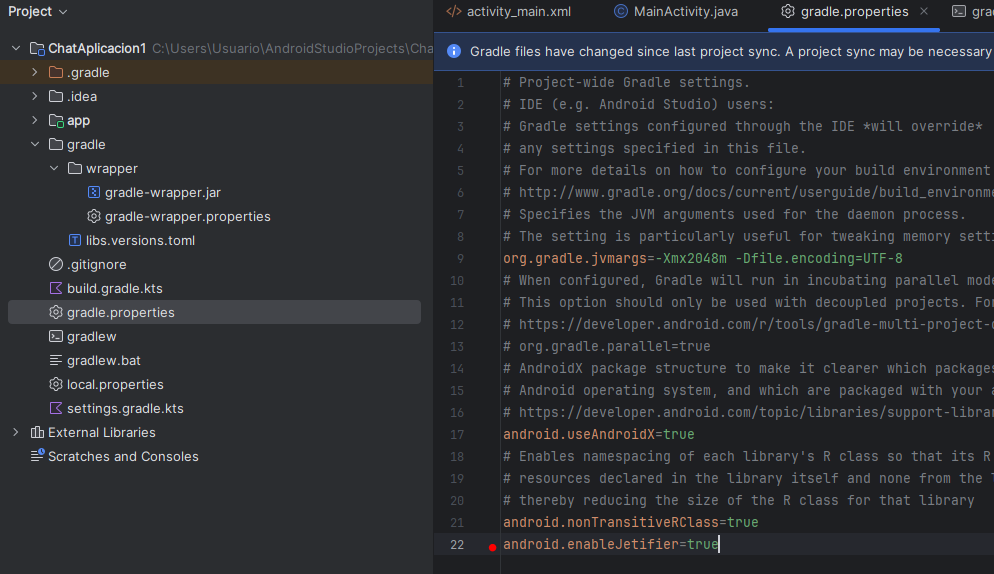 Project
ChatAplicacion1 C:\Users\Usuario\AndroidStudioProjects\Cha
.gradle
.idea
app
gradle
wrapper
gradle-wrapper.jar
gradle-wrapper.properties
libs.versions.toml
.gitignore
build.gradle.kts
gradle.properties
gradlew
gradlew.bat
local.properties
settings.gradle.kts
External Libraries
Scratches and Consoles
activity_main.xml MainActivity.java gradle.properties gra
Gradle files have changed since last project sync. A project sync may be necessary
1 # Project-wide Gradle settings.
2 # IDE (e.g. Android Studio) users:
3 # Gradle settings configured through the IDE *will override*
4 # any settings specified in this file.
5 # For more details on how to configure your build environment
6 # http://www.gradle.org/docs/current/userguide/build_environme
7 # Specifies the JVM arguments used for the daemon process.
8 # The setting is particularly useful for tweaking memory setti
9 org.gradle.jvmargs=-Xmx2048m -Dfile.encoding=UTF-8
10 # When configured, Gradle will run in incubating parallel mode
11 # This option should only be used with decoupled projects. For
12 # https://developer.android.com/r/tools/gradle-multi-project-d
13 # org.gradle.parallel=true
14 # AndroidX package structure to make it clearer which packages
15 # Android operating system, and which are packaged with your a
16 # https://developer.android.com/topic/libraries/support-librar
17 android.useAndroidX=true
18 # Enables namespacing of each library's R class so that its R
19 # resources declared in the library itself and none from the l
20 # thereby reducing the size of the R class for that library
21 android.nonTransitiveRClass=true
22 android.enableJetifier=true